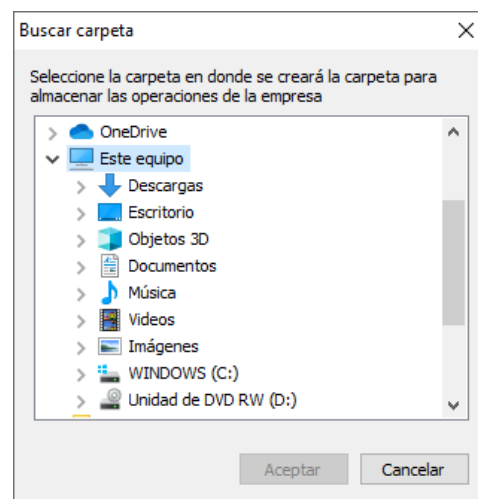 Buscar carpeta
Seleccione la carpeta en donde se creará la carpeta para
almacenar las operaciones de la empresa
OneDrive
Este equipo
Descargas
Escritorio
Objetos 3D
Documentos
Música
Videos
Imágenes
WINDOWS (C:)
Unidad de DVD RW (D:)
Aceptar
Cancelar